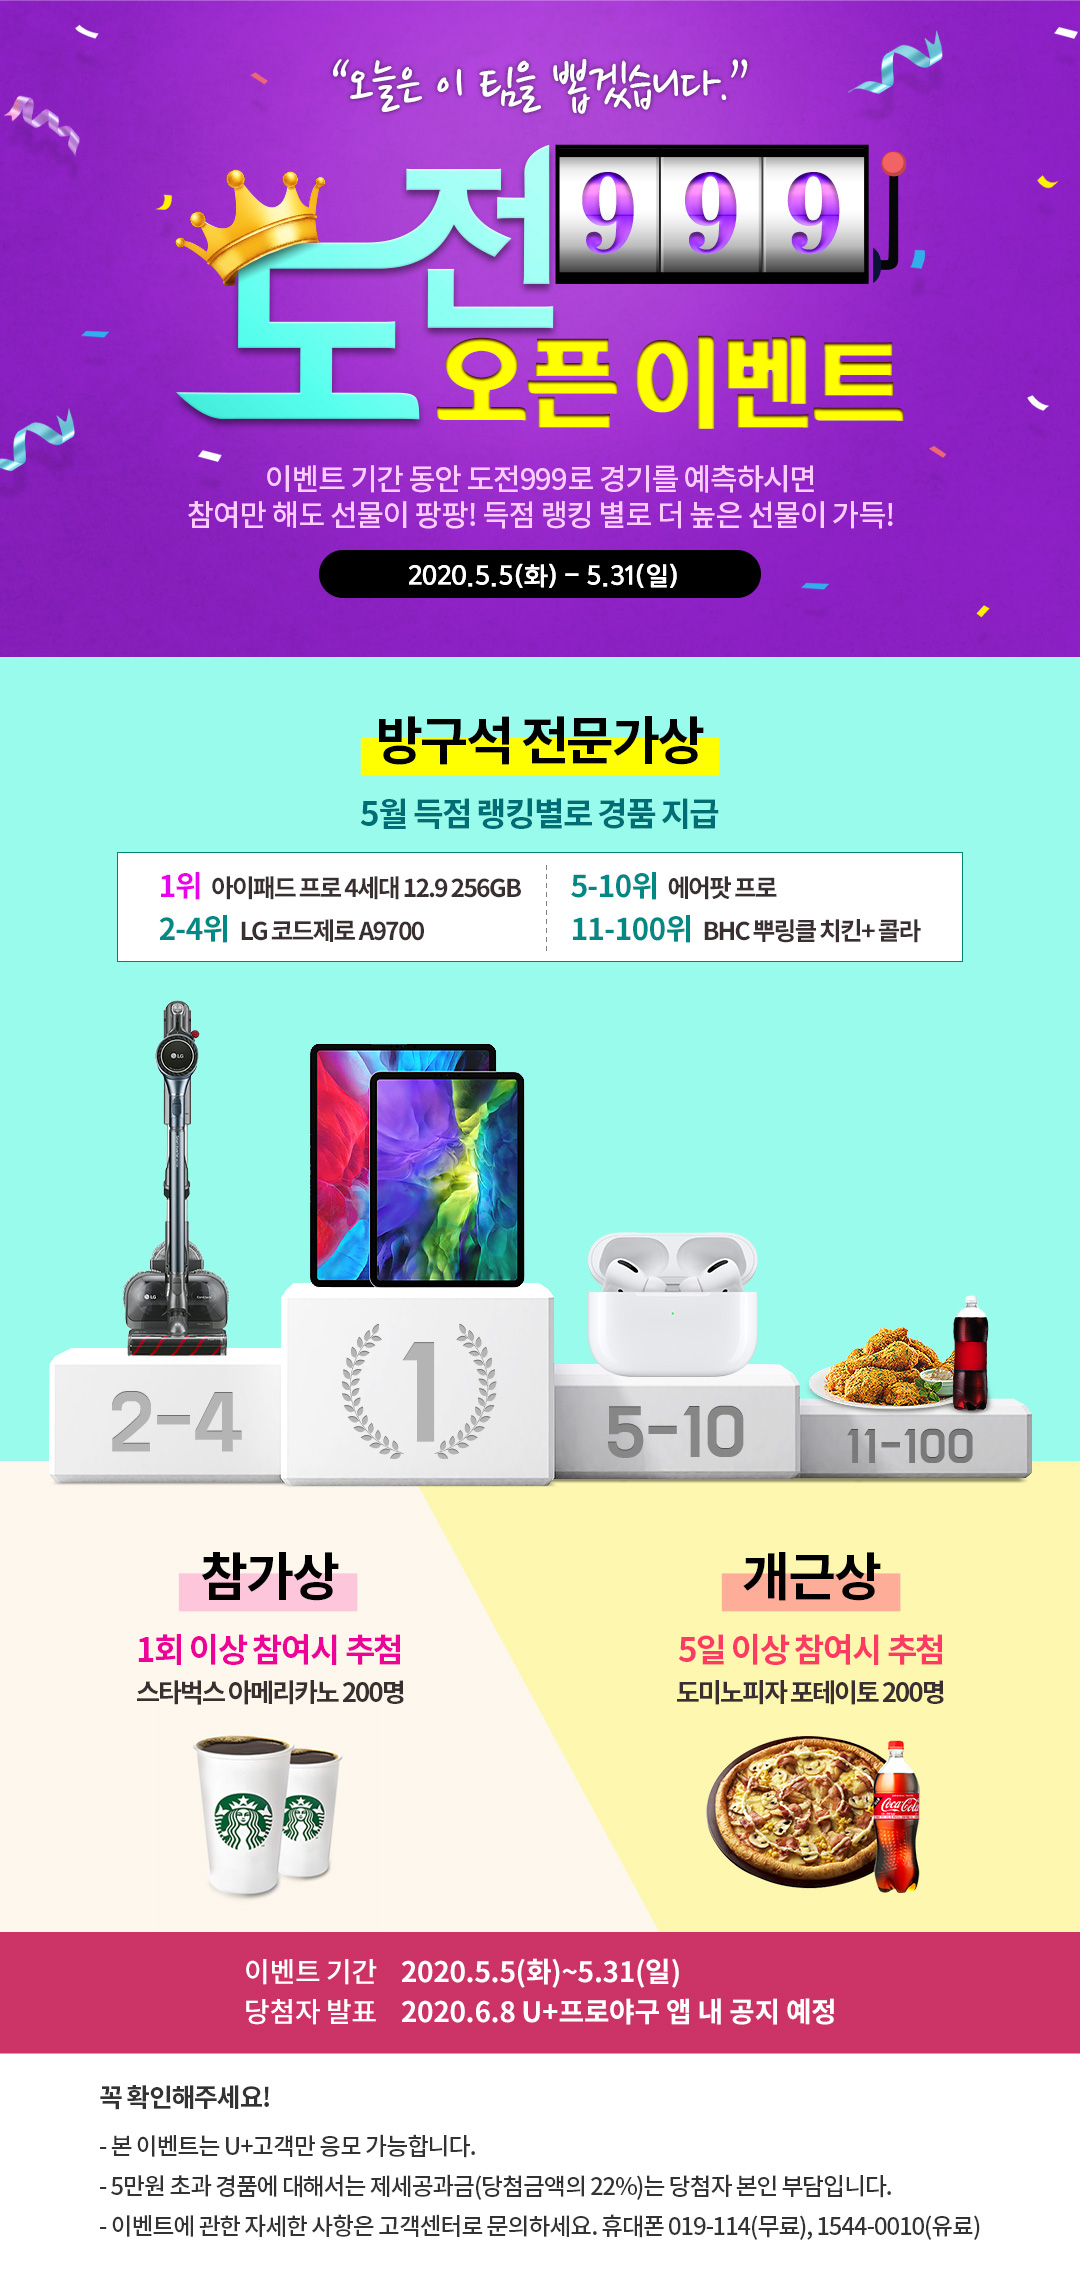 “오늘은 이 팀을 뽑겠습니다.”
도전999
오픈 이벤트
이벤트 기간 동안 도전999로 경기를 예측하시면
참여만 해도 선물이 팡팡! 득점 랭킹 별로 더 높은 선물이 가득!
2020.5.5(화) – 5.31(일)
방구석 전문가상
5월 득점 랭킹별로 경품 지급
1위 아이패드 프로 4세대 12.9 256GB
2-4위 LG 코드제로 A9700
5-10위 에어팟 프로
11-100위 BHC 뿌링클 치킨+ 콜라
LG
LG
2-4
1
5-10
11-100
참가상
1회 이상 참여시 추첨
스타벅스 아메리카노 200명
개근상
5일 이상 참여시 추첨
도미노피자 포테이토 200명
Coca-Cola
이벤트 기간 2020.5.5(화)~5.31(일)
당첨자 발표 2020.6.8 U+프로야구 앱 내 공지 예정
꼭 확인해주세요!
- 본 이벤트는 U+고객만 응모 가능합니다.
- 5만원 초과 경품에 대해서는 제세공과금(당첨금액의 22%)는 당첨자 본인 부담입니다.
- 이벤트에 관한 자세한 사항은 고객센터로 문의하세요. 휴대폰 019-114(무료), 1544-0010(유료)